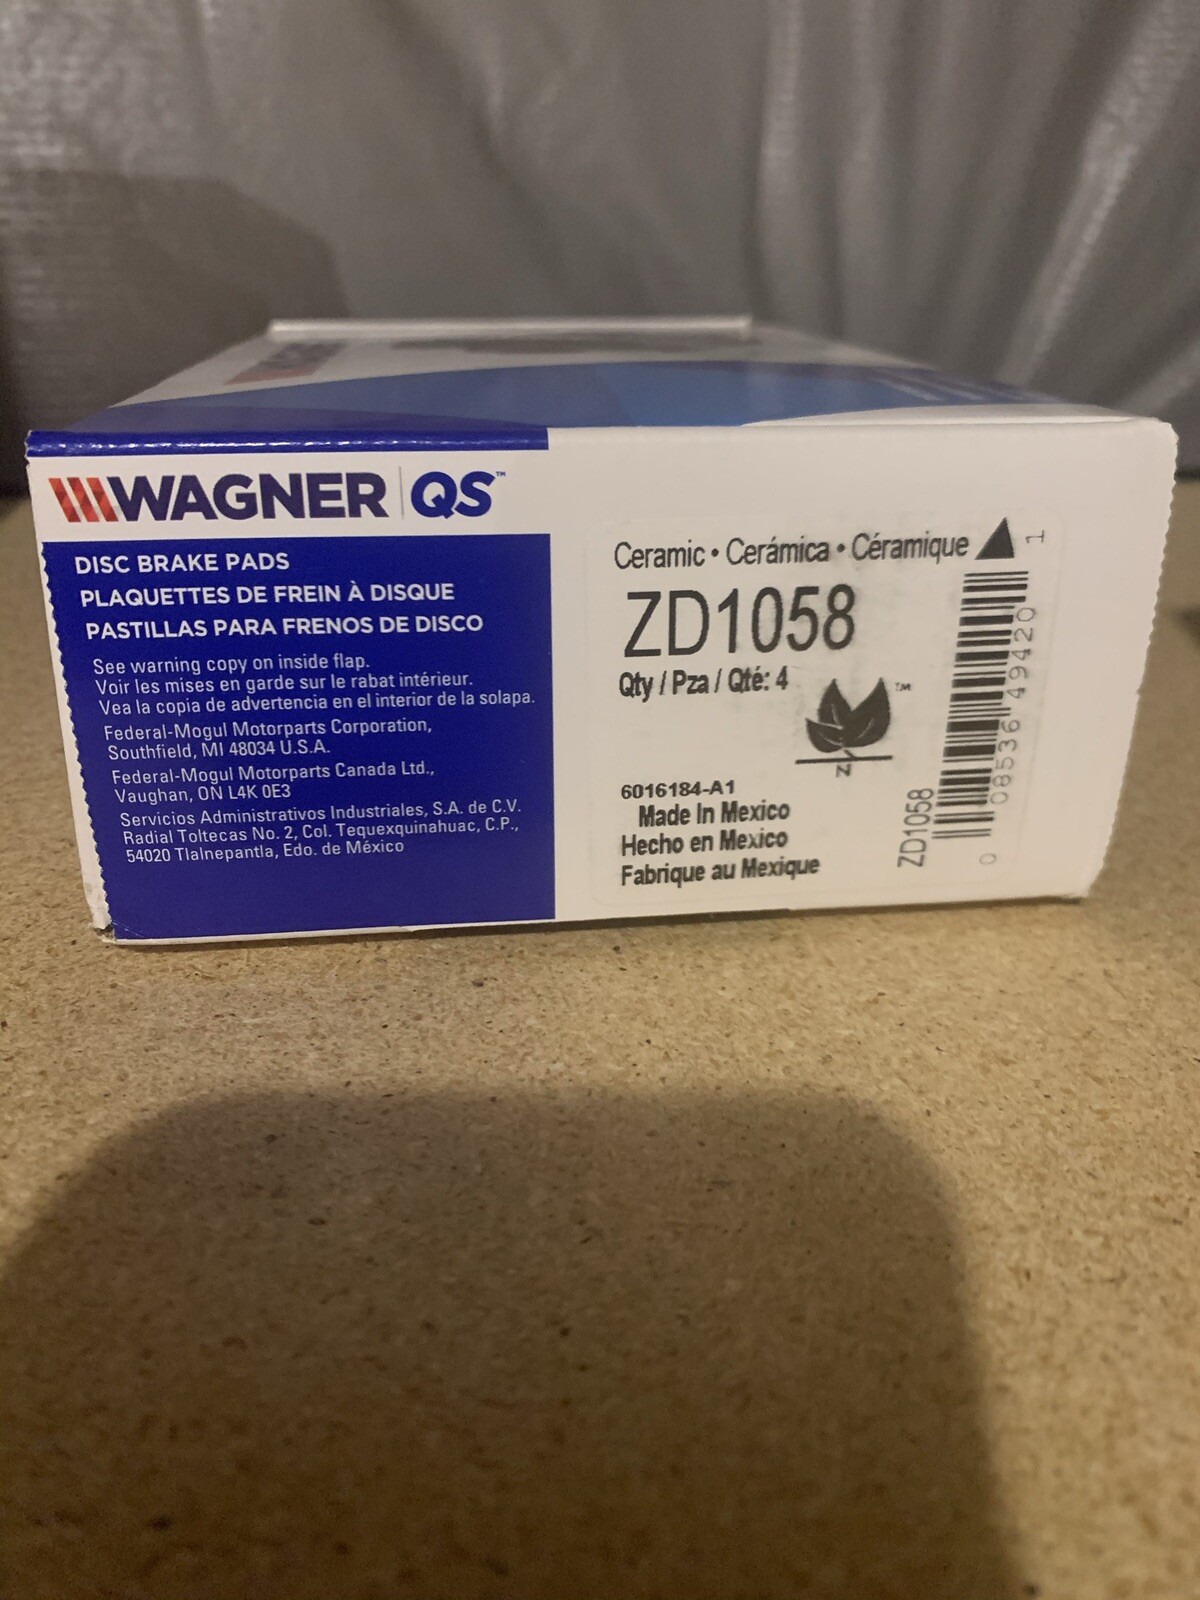 WAGNER QS™
DISC BRAKE PADS
PLAQUETTES DE FREIN À DISQUE
PASTILLAS PARA FRENOS DE DISCO
See warning copy on inside flap.
Voir les mises en garde sur le rabat intérieur.
Vea la copia de advertencia en el interior de la solapa.
Federal-Mogul Motorparts Corporation,
Southfield, MI 48034 U.S.A.
Federal-Mogul Motorparts Canada Ltd.,
Vaughan, ON L4K 0E3
Servicios Administrativos Industriales, S.A. de C.V.
Radial Toltecas No. 2, Col. Tequexquinahuac, C.P.,
54020 Tlalnepantla, Edo. de México
Ceramic • Cerámica • Céramique
ZD1058
Qty / Pza / Qté: 4
™
N
6016184-A1
Made In Mexico
Hecho en Mexico
Fabrique au Mexique
ZD1058
0 08536 49420 1